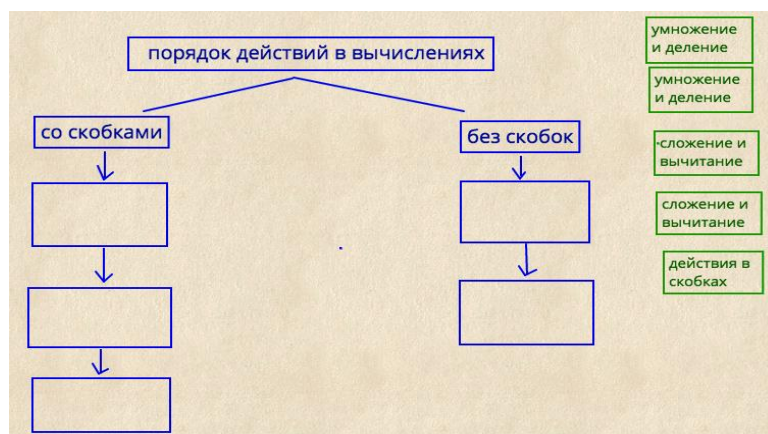 порядок действий в вычислениях
со скобками
без скобок
умножение
и деление
умножение
и деление
сложение и
вычитание
сложение и
вычитание
действия в
скобках